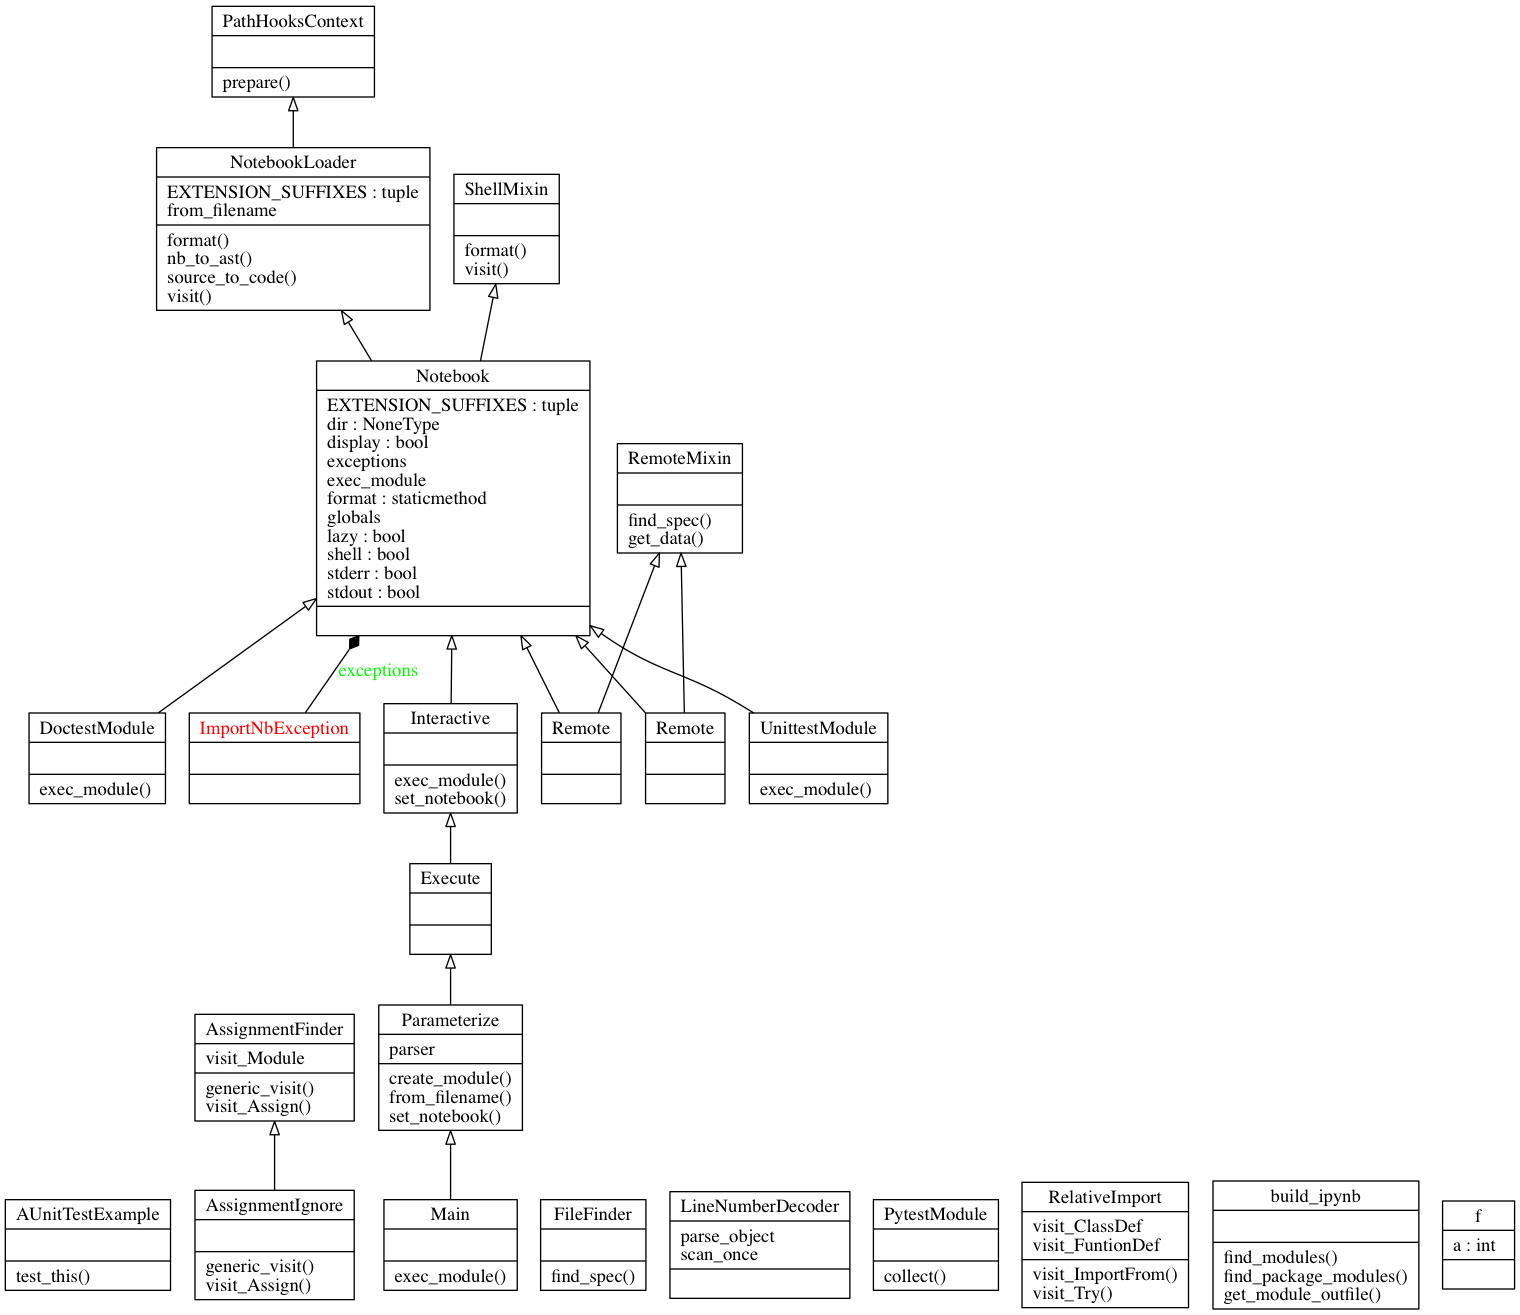 PathHooksContext
prepare()
NotebookLoader
EXTENSION_SUFFIXES : tuple
from_filename
format()
nb_to_ast()
source_to_code()
visit()
ShellMixin
format()
visit()
Notebook
EXTENSION_SUFFIXES : tuple
dir : NoneType
display : bool
exceptions
exec_module
format : staticmethod
globals
lazy : bool
shell : bool
stderr : bool
stdout : bool
RemoteMixin
find_spec()
get_data()
exceptions
DoctestModule
exec_module()
ImportNbException
Interactive
exec_module()
set_notebook()
Remote
Remote
UnittestModule
exec_module()
Execute
AssignmentFinder
visit_Module
generic_visit()
visit_Assign()
Parameterize
parser
create_module()
from_filename()
set_notebook()
AUnitTestExample
test_this()
AssignmentIgnore
generic_visit()
visit_Assign()
Main
exec_module()
FileFinder
find_spec()
LineNumberDecoder
parse_object
scan_once
PytestModule
collect()
RelativeImport
visit_ClassDef
visit_FuntionDef
visit_ImportFrom()
visit_Try()
build_ipynb
find_modules()
find_package_modules()
get_module_outfile()
f
a : int